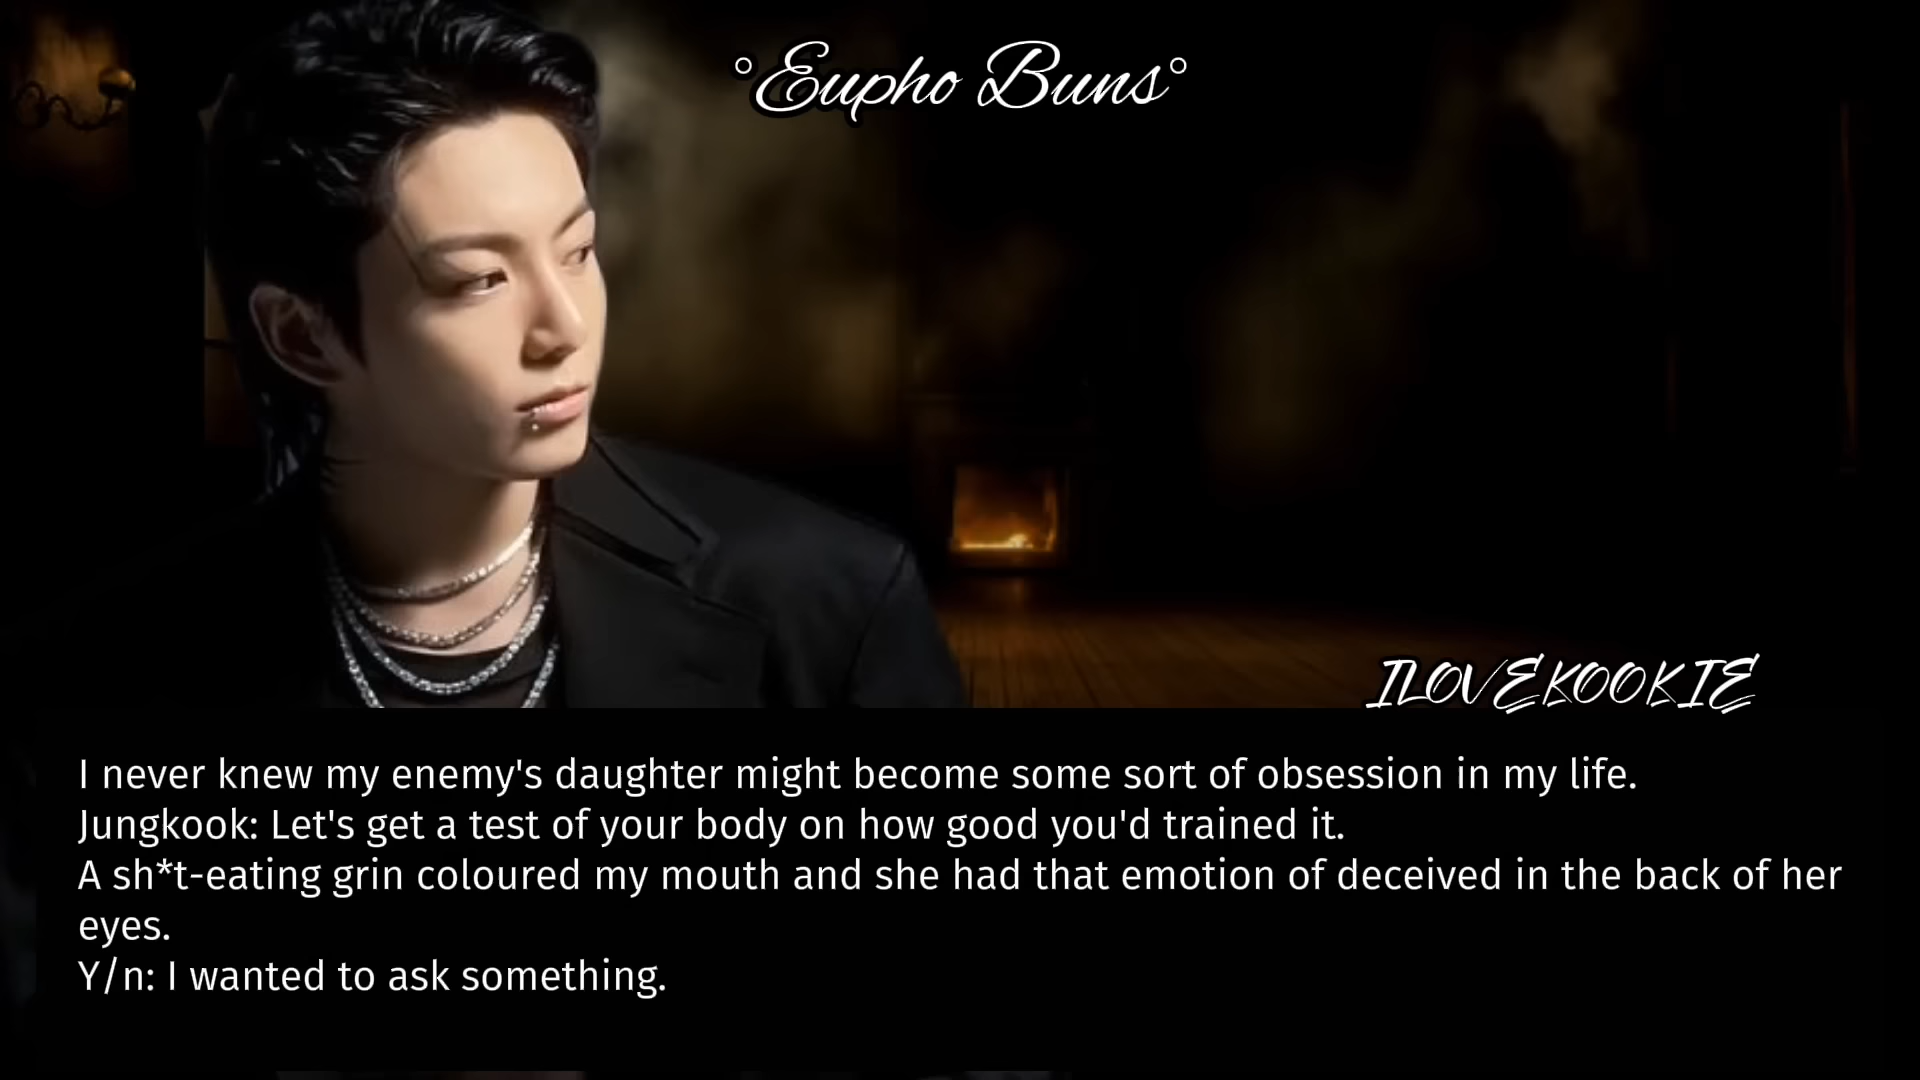 °Eupho Buns°
ILOVEKOOKIE
I never knew my enemy's daughter might become some sort of obsession in my life.
Jungkook: Let's get a test of your body on how good you'd trained it.
A sh*t-eating grin coloured my mouth and she had that emotion of deceived in the back of her
eyes.
Y/n: I wanted to ask something.